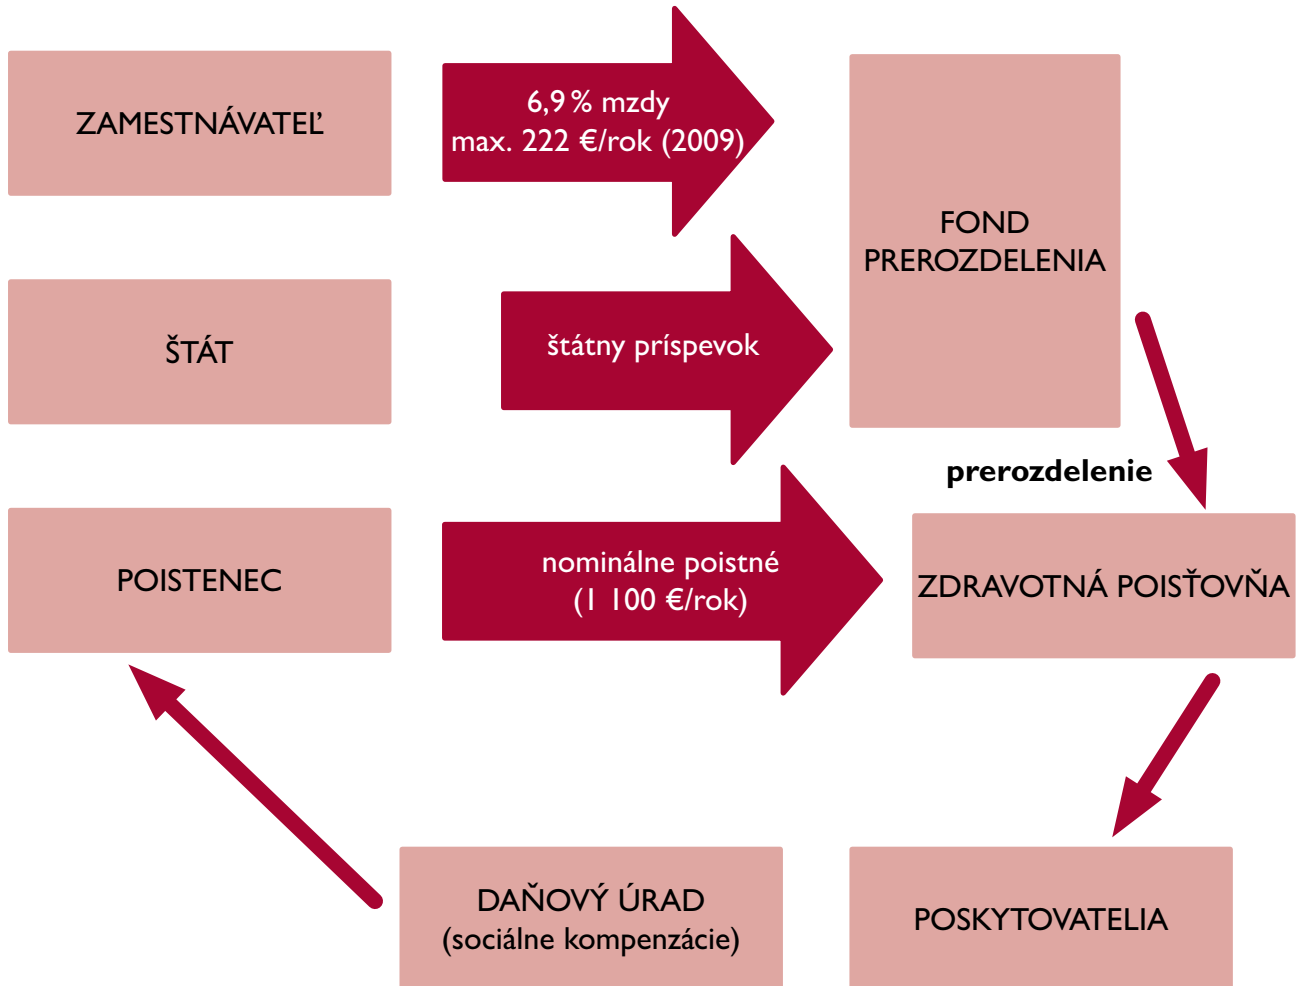 ZAMESTNÁVATEĽ
6,9 % mzdy
max. 222 €/rok (2009)
FOND
PREROZDELENIA
ŠTÁT
štátny príspevok
prerozdelenie
POISTENEC
nominálne poistné
(1 100 €/rok)
ZDRAVOTNÁ POISŤOVŇA
DAŇOVÝ ÚRAD
(sociálne kompenzácie)
POSKYTOVATELIA